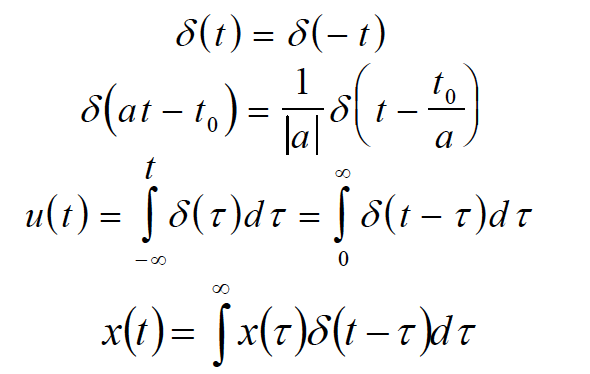 δ(t) = δ(− t)
δ(at − t₀) = 1/|a| δ(t − t₀/a)
u(t) = ∫_{−∞}^{t} δ(τ)dτ = ∫_{0}^{∞} δ(t − τ)dτ
x(t) = ∫^{∞} x(τ)δ(t − τ)dτ